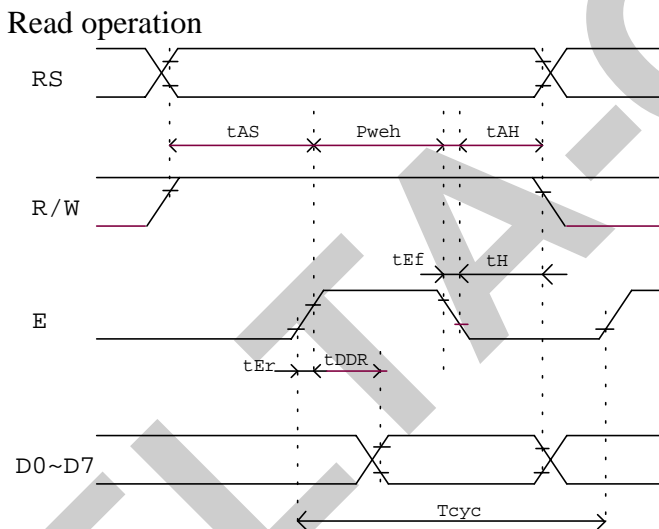 Read operation
RS
tAS Pweh tAH
R/W
tEf tH
E
tEr tDDR
D0~D7
Tcyc